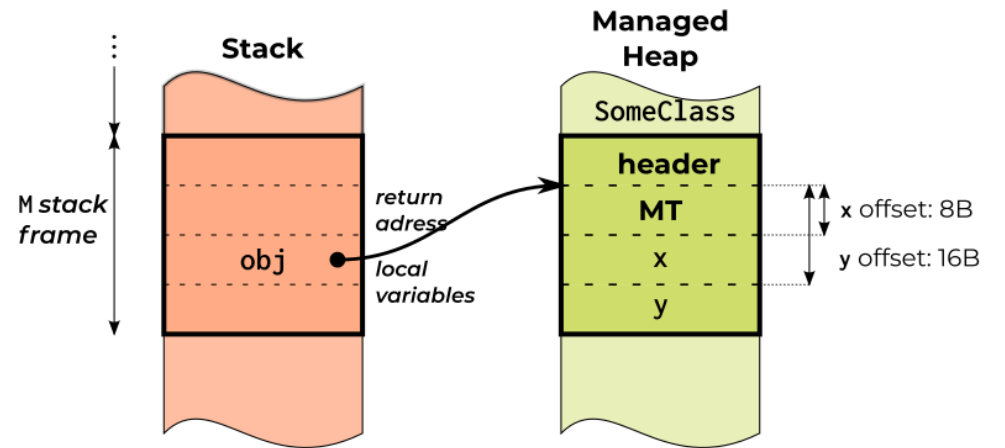 ⋮
Stack
Managed
Heap
SomeClass
header
return
adress
MT
x offset: 8B
M stack
frame
obj
local
variables
x
y offset: 16B
y